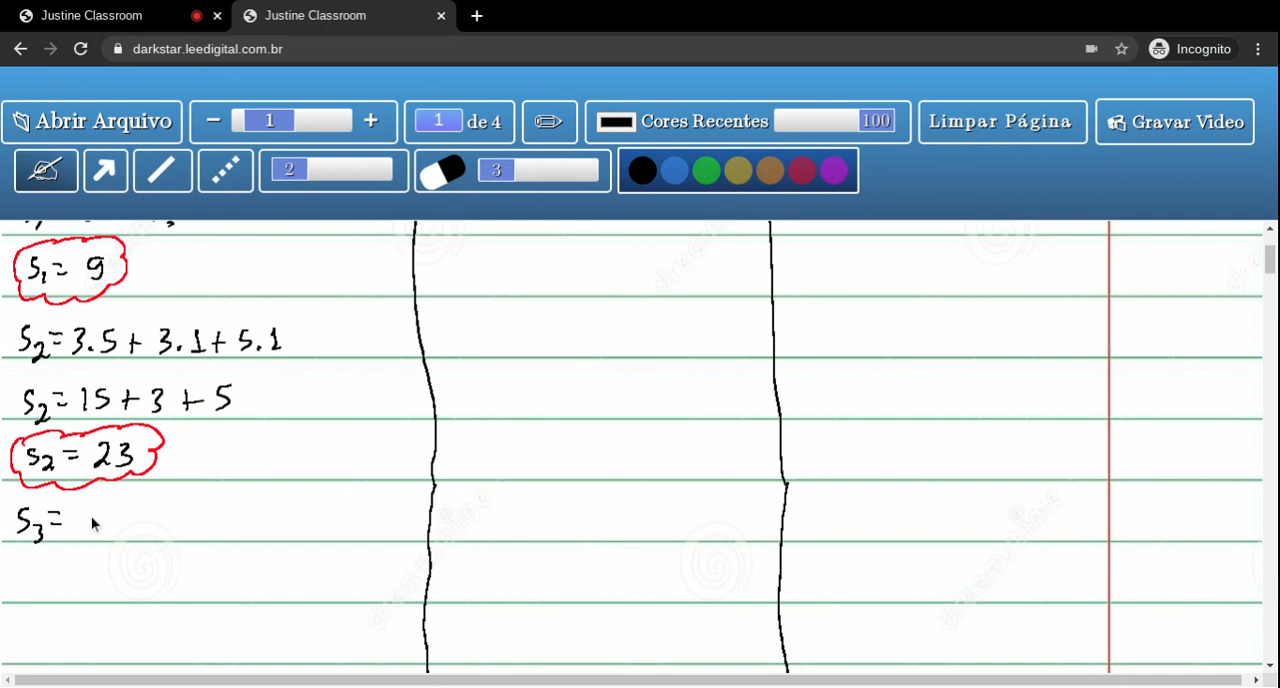 Justine Classroom
Justine Classroom
darkstar.leedigital.com.br
Incognito
Abrir Arquivo
− 1 +
1 de 4
Cores Recentes 100
Limpar Página
Gravar Video
2
3
S₁= 9
S₂= 3.5 + 3.1 + 5.1
S₂= 15 + 3 + 5
S₂ = 23
S₃=
dreamstime
dreamstime